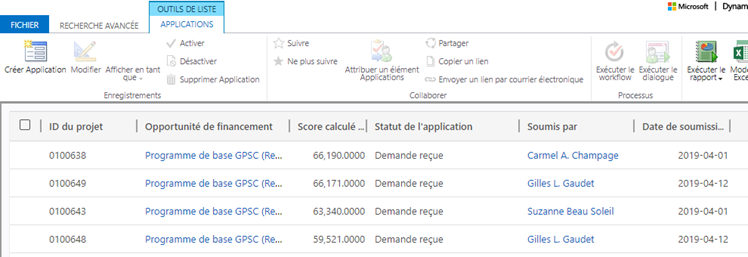 Microsoft | Dynam
OUTILS DE LISTE
FICHIER RECHERCHE AVANCÉE APPLICATIONS
Créer Application
Modifier
Afficher en tant que
Activer
Désactiver
Supprimer Application
Enregistrements
Suivre
Ne plus suivre
Attribuer un élément Applications
Partager
Copier un lien
Envoyer un lien par courrier électronique
Collaborer
Exécuter le workflow
Exécuter le dialogue
Processus
Exécuter le rapport
Modè
Exce
ID du projet Opportunité de financement Score calculé ... Statut de l'application Soumis par Date de soumissi...
0100638 Programme de base GPSC (Re... 66,190.0000 Demande reçue Carmel A. Champage 2019-04-01
0100649 Programme de base GPSC (Re... 66,171.0000 Demande reçue Gilles L. Gaudet 2019-04-12
0100643 Programme de base GPSC (Re... 63,340.0000 Demande reçue Suzanne Beau Soleil 2019-04-01
0100648 Programme de base GPSC (Re... 59,521.0000 Demande reçue Gilles L. Gaudet 2019-04-12